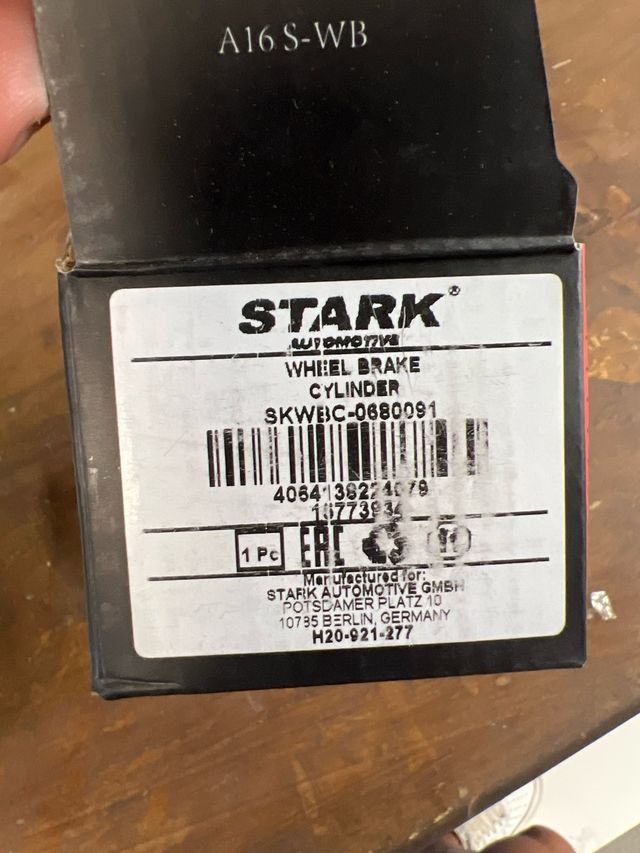 A16 S-WB
STARK®
AUTOMOTIVE
WHEEL BRAKE
CYLINDER
SKWBC-0680091
1 Pc
EAC
Manufactured for:
STARK AUTOMOTIVE GMBH
POTSDAMER PLATZ 10
10785 BERLIN, GERMANY
H20-921-277